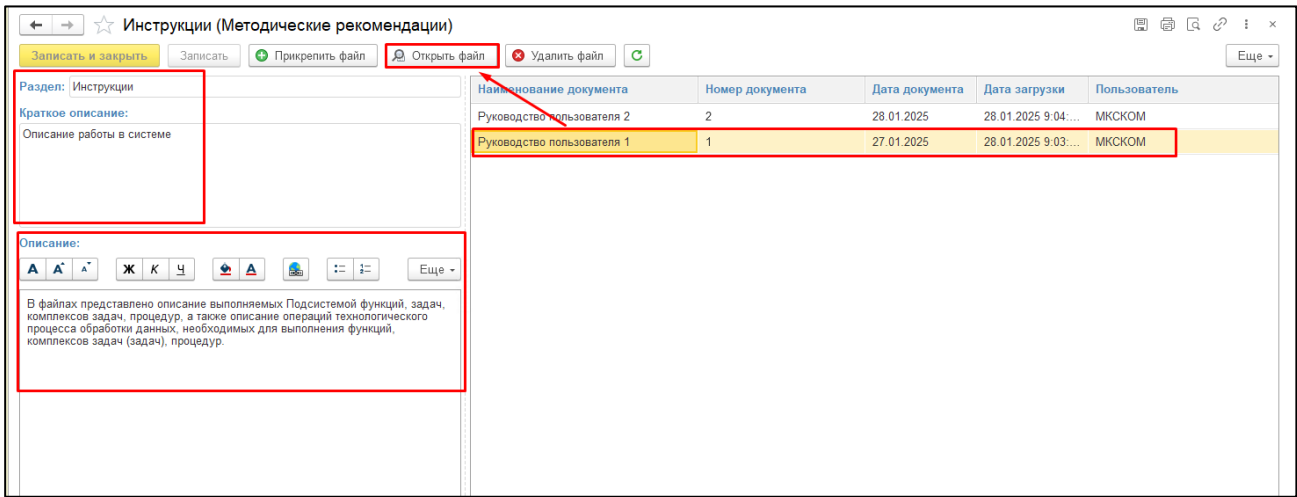 Инструкции (Методические рекомендации)
Записать и закрыть Записать Прикрепить файл Открыть файл Удалить файл Еще
Раздел: Инструкции
Краткое описание:
Описание работы в системе
Описание:
А А А Ж К Ч А Еще
В файлах представлено описание выполняемых Подсистемой функций, задач,
комплексов задач, процедур, а также описание операций технологического
процесса обработки данных, необходимых для выполнения функций,
комплексов задач (задач), процедур.
Наименование документа Номер документа Дата документа Дата загрузки Пользователь
Руководство пользователя 2 2 28.01.2025 28.01.2025 9:04:... МКСКОМ
Руководство пользователя 1 1 27.01.2025 28.01.2025 9:03:... МКСКОМ